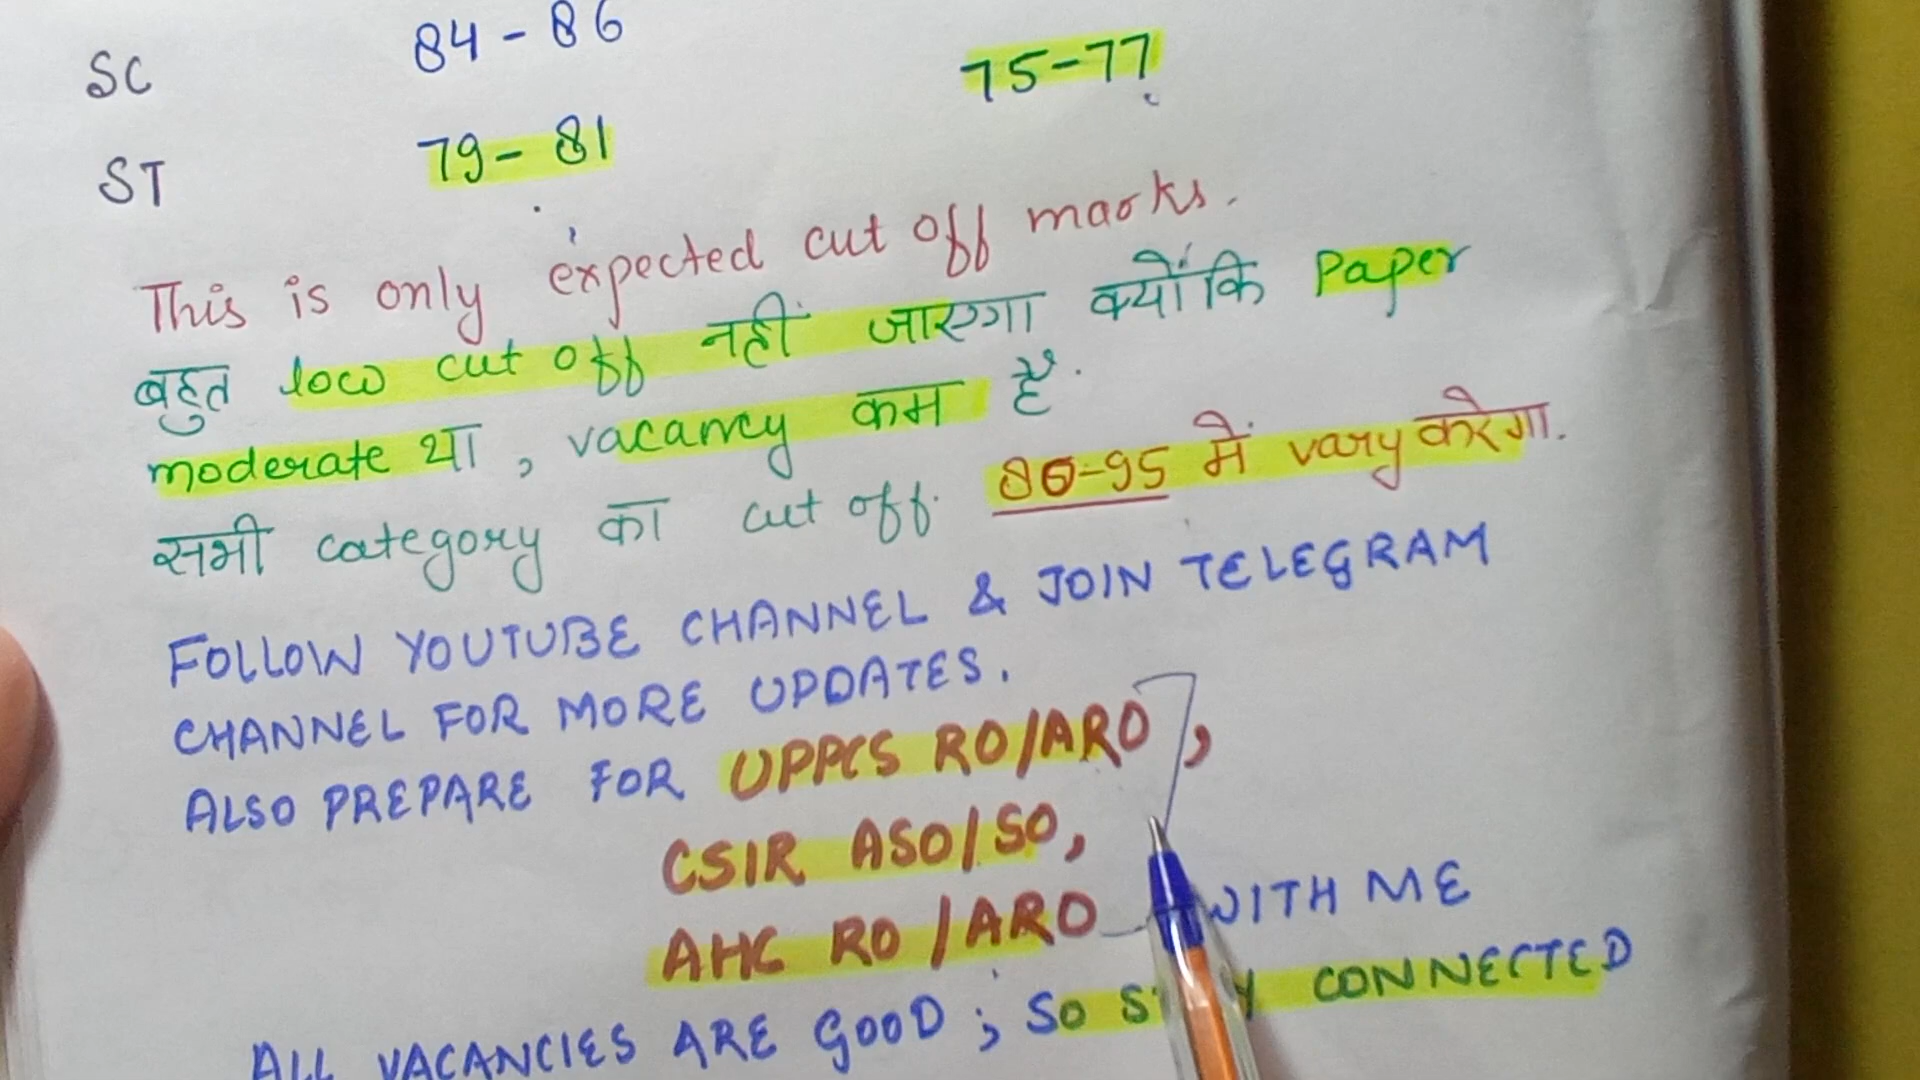 SC 84-86
75-77
ST 79-81
This is only expected cut off marks.
बहुत low cut off नहीं जाएगा क्योंकि Paper
moderate था, vacancy कम है.
सभी category का cut off 80-95 में vary करेगा.
FOLLOW YOUTUBE CHANNEL & JOIN TELEGRAM
CHANNEL FOR MORE UPDATES.
ALSO PREPARE FOR UPPCS RO/ARO,
CSIR ASO/SO,
AHC RO/ARO WITH ME
ALL VACANCIES ARE GOOD; SO CONNECTED